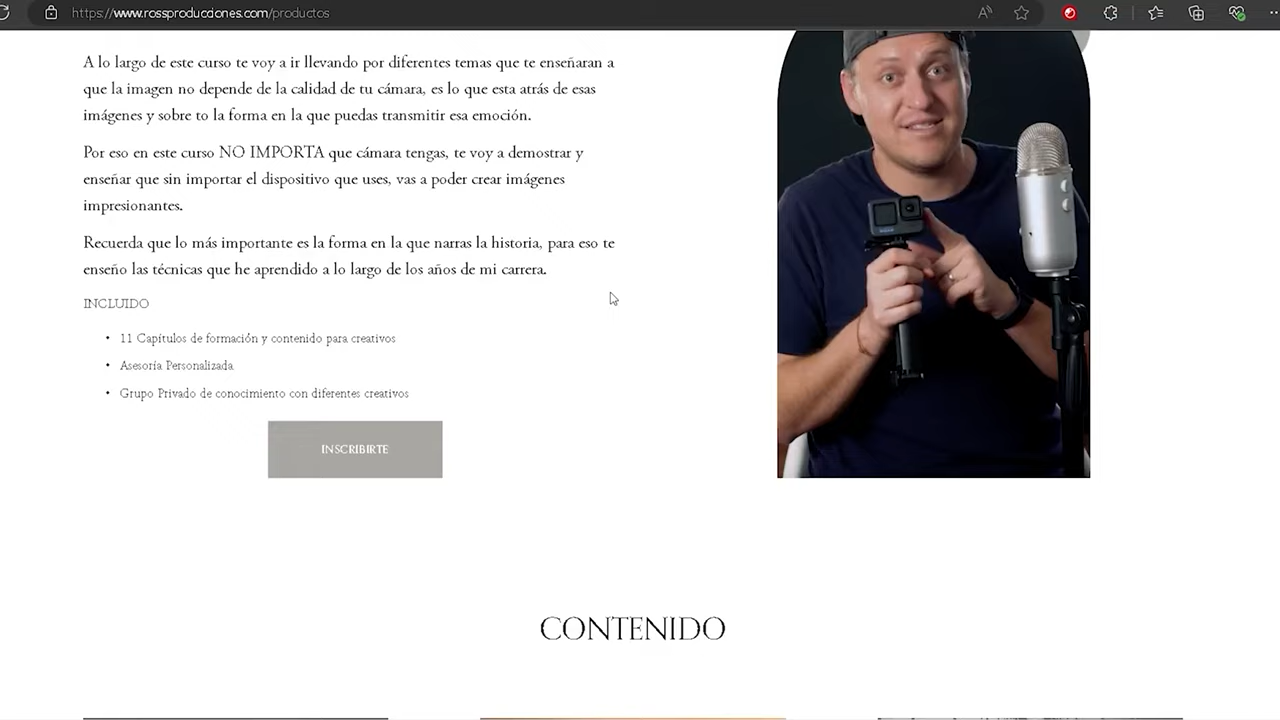 https://www.rossproducciones.com/productos
A lo largo de este curso te voy a ir llevando por diferentes temas que te enseñaran a
que la imagen no depende de la calidad de tu cámara, es lo que esta atrás de esas
imágenes y sobre to la forma en la que puedas transmitir esa emoción.
Por eso en este curso NO IMPORTA que cámara tengas, te voy a demostrar y
enseñar que sin importar el dispositivo que uses, vas a poder crear imágenes
impresionantes.
Recuerda que lo más importante es la forma en la que narras la historia, para eso te
enseño las técnicas que he aprendido a lo largo de los años de mi carrera.
INCLUIDO
• 11 Capítulos de formación y contenido para creativos
• Asesoría Personalizada
• Grupo Privado de conocimiento con diferentes creativos
INSCRIBIRTE
CONTENIDO